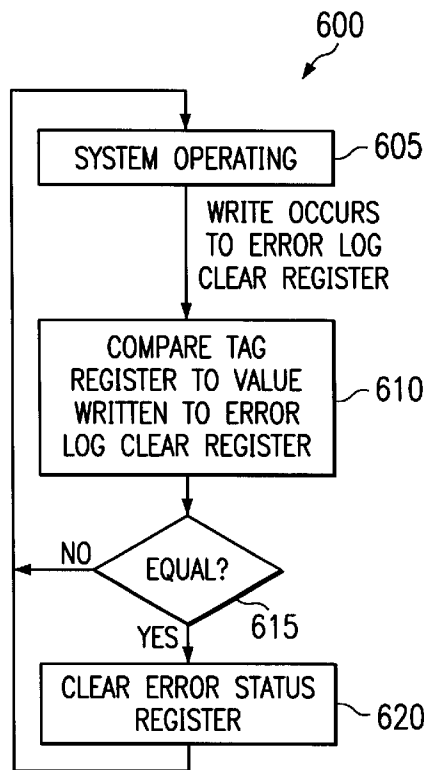 600
SYSTEM OPERATING
605
WRITE OCCURS
TO ERROR LOG
CLEAR REGISTER
COMPARE TAG
REGISTER TO VALUE
WRITTEN TO ERROR
LOG CLEAR REGISTER
610
NO
EQUAL?
615
YES
CLEAR ERROR STATUS
REGISTER
620